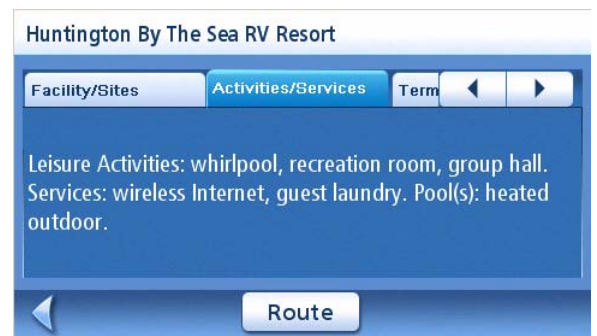 Huntington By The Sea RV Resort
Facility/Sites Activities/Services Term
Leisure Activities: whirlpool, recreation room, group hall.
Services: wireless Internet, guest laundry. Pool(s): heated
outdoor.
Route